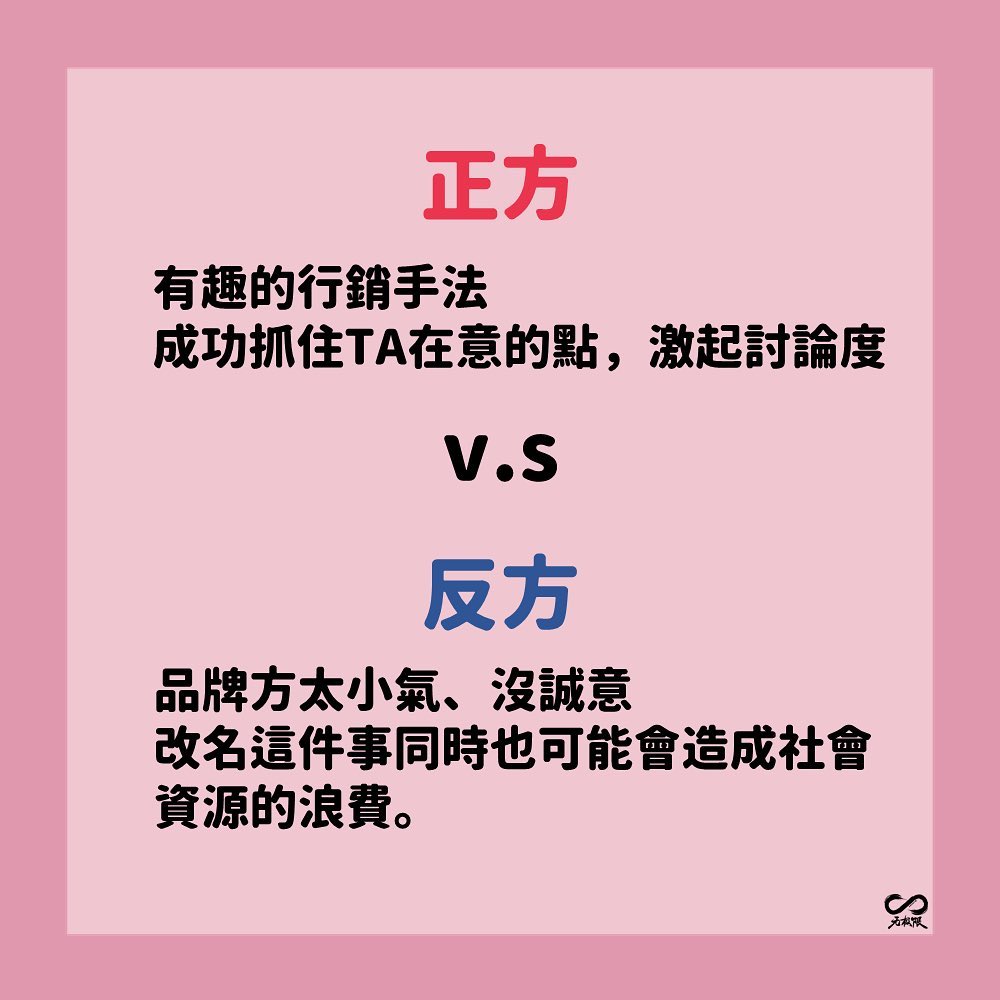 正方
有趣的行銷手法
成功抓住TA在意的點，激起討論度
v.s
反方
品牌方太小氣、沒誠意
改名這件事同時也可能會造成社會
資源的浪費。
无极限